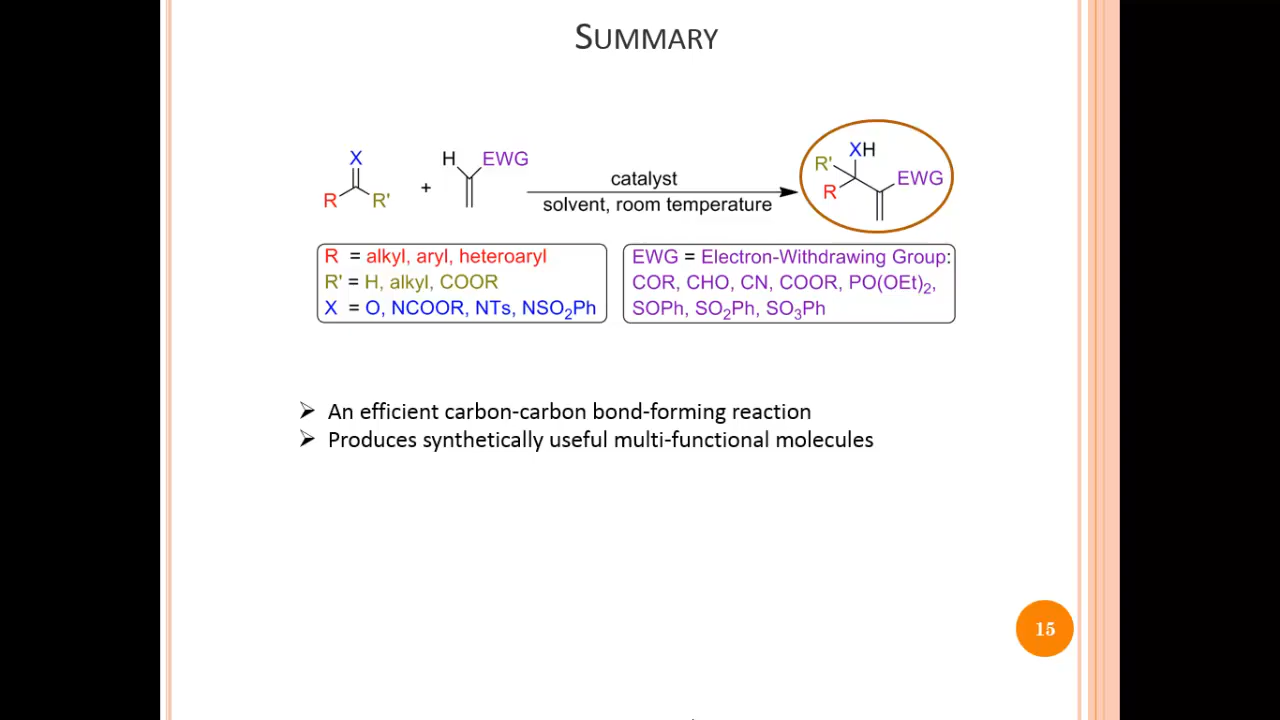 SUMMARY
X
R
R'
+
H
EWG
catalyst
solvent, room temperature
R'
XH
R
EWG
R = alkyl, aryl, heteroaryl
R' = H, alkyl, COOR
X = O, NCOOR, NTs, NSO₂Ph
EWG = Electron-Withdrawing Group:
COR, CHO, CN, COOR, PO(OEt)₂,
SOPh, SO₂Ph, SO₃Ph
➢ An efficient carbon-carbon bond-forming reaction
➢ Produces synthetically useful multi-functional molecules
15